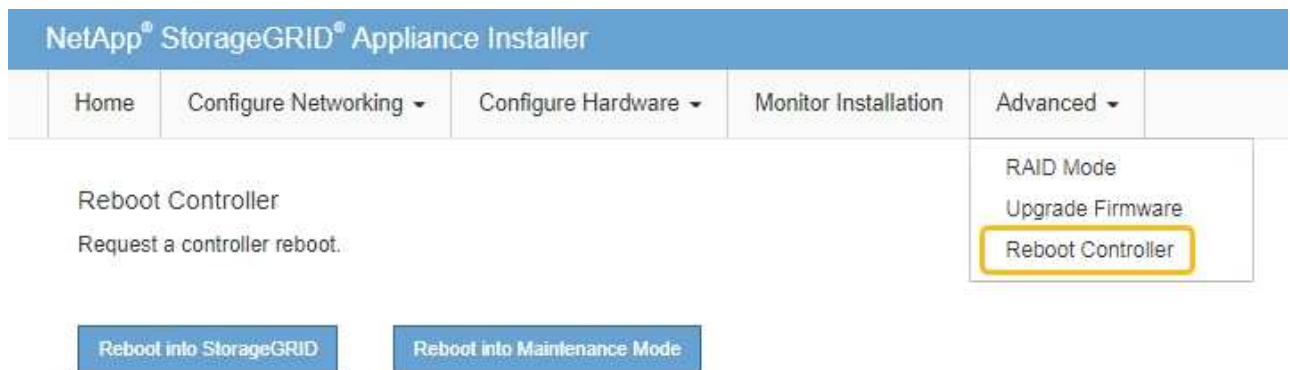 NetApp® StorageGRID® Appliance Installer
Home Configure Networking Configure Hardware Monitor Installation Advanced
RAID Mode
Upgrade Firmware
Reboot Controller
Reboot Controller
Request a controller reboot.
Reboot into StorageGRID Reboot into Maintenance Mode